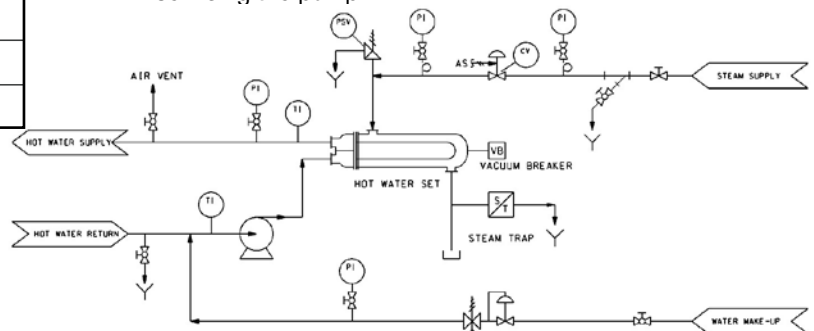 PSV
PI
PI
ASS
CV
STEAM SUPPLY
AIR VENT
PI
TI
HOT WATER SUPPLY
VB
VACUUM BREAKER
HOT WATER SET
TI
S/T
STEAM TRAP
HOT WATER RETURN
PI
WATER MAKE-UP